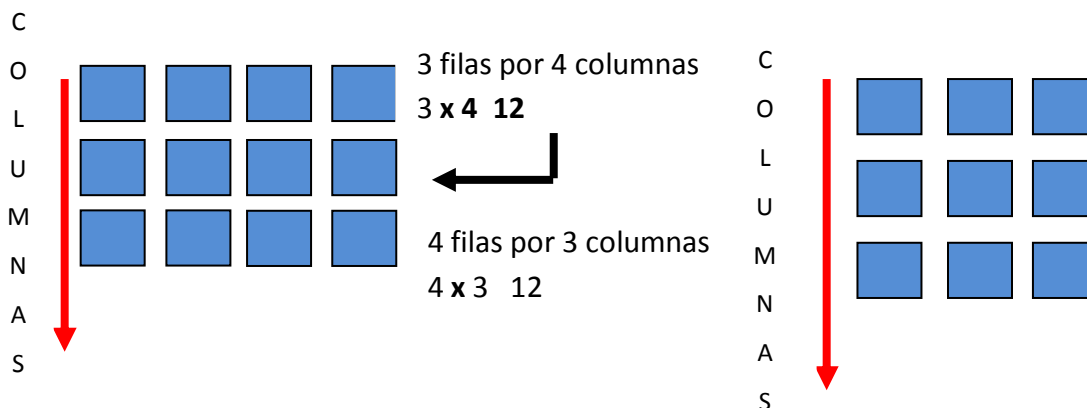 C
O
L
U
M
N
A
S
3 filas por 4 columnas
3 x 4 12
4 filas por 3 columnas
4 x 3 12
C
O
L
U
M
N
A
S